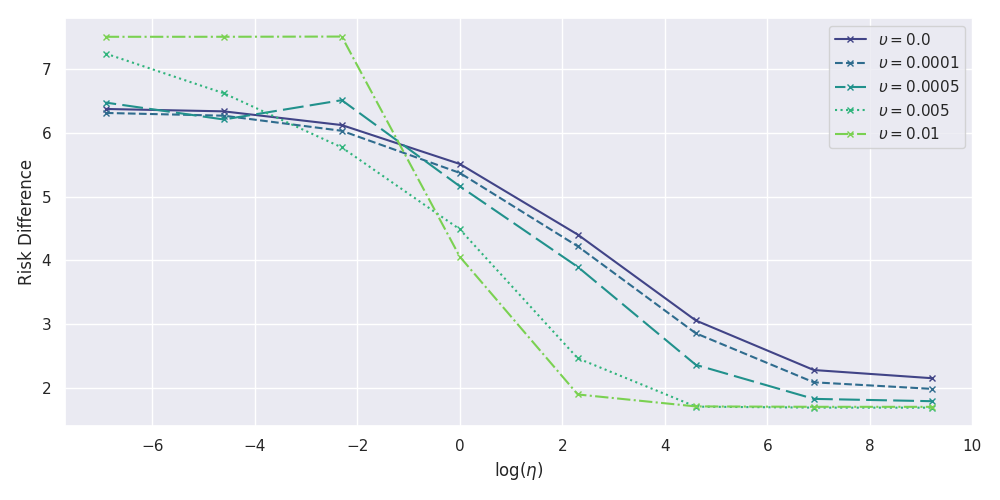 Risk Difference
7
6
5
4
3
2
υ = 0.0
υ = 0.0001
υ = 0.0005
υ = 0.005
υ = 0.01
−6 −4 −2 0 2 4 6 8 10
log(η)